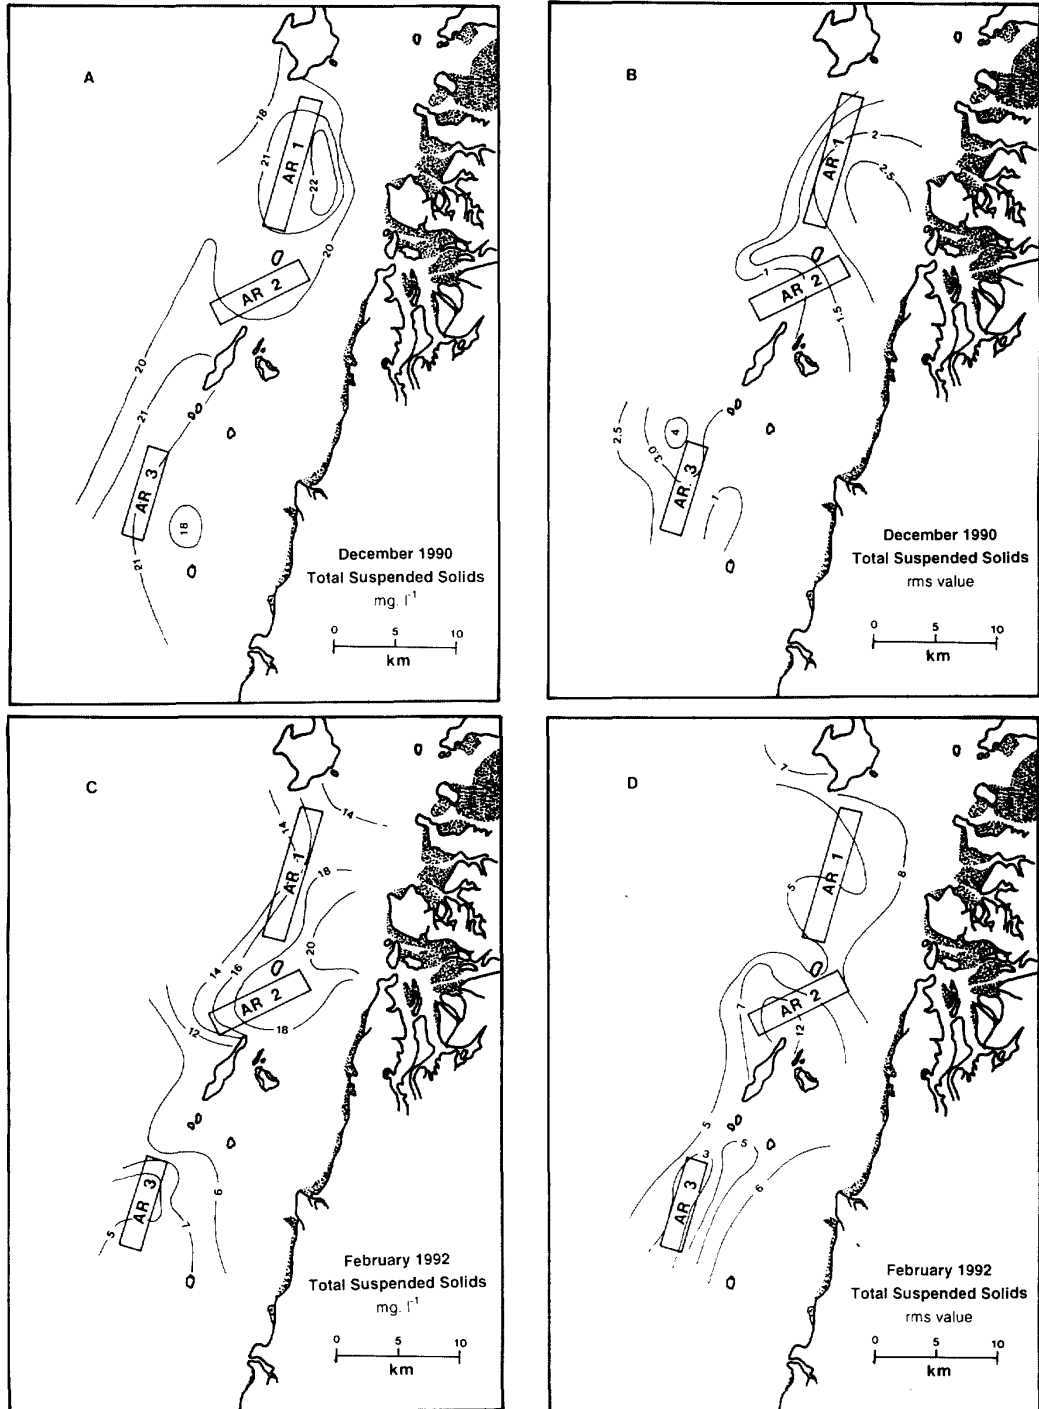 A
18
21
AR 1
22
20
AR 2
20
21
AR 3
18
21
December 1990
Total Suspended Solids
mg. l⁻¹
0 5 10
km
B
2
AR 1
2.5
1
AR 2
1.5
2.5
4
3.0
AR. 3
1
December 1990
Total Suspended Solids
rms value
0 5 10
km
C
14
14
AR 1
18
20
14
16
AR 2
12
18
6
AR 3
5
7
February 1992
Total Suspended Solids
mg. l⁻¹
0 5 10
km
D
7
AR 1
5
8
7
AR 2
12
5
5
3
AR 3
6
February 1992
Total Suspended Solids
rms value
0 5 10
km